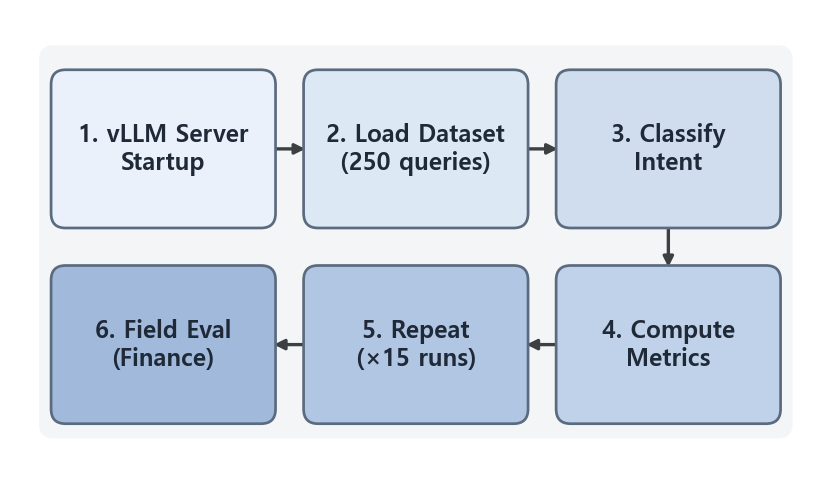 1. vLLM Server
Startup
2. Load Dataset
(250 queries)
3. Classify
Intent
4. Compute
Metrics
5. Repeat
(×15 runs)
6. Field Eval
(Finance)